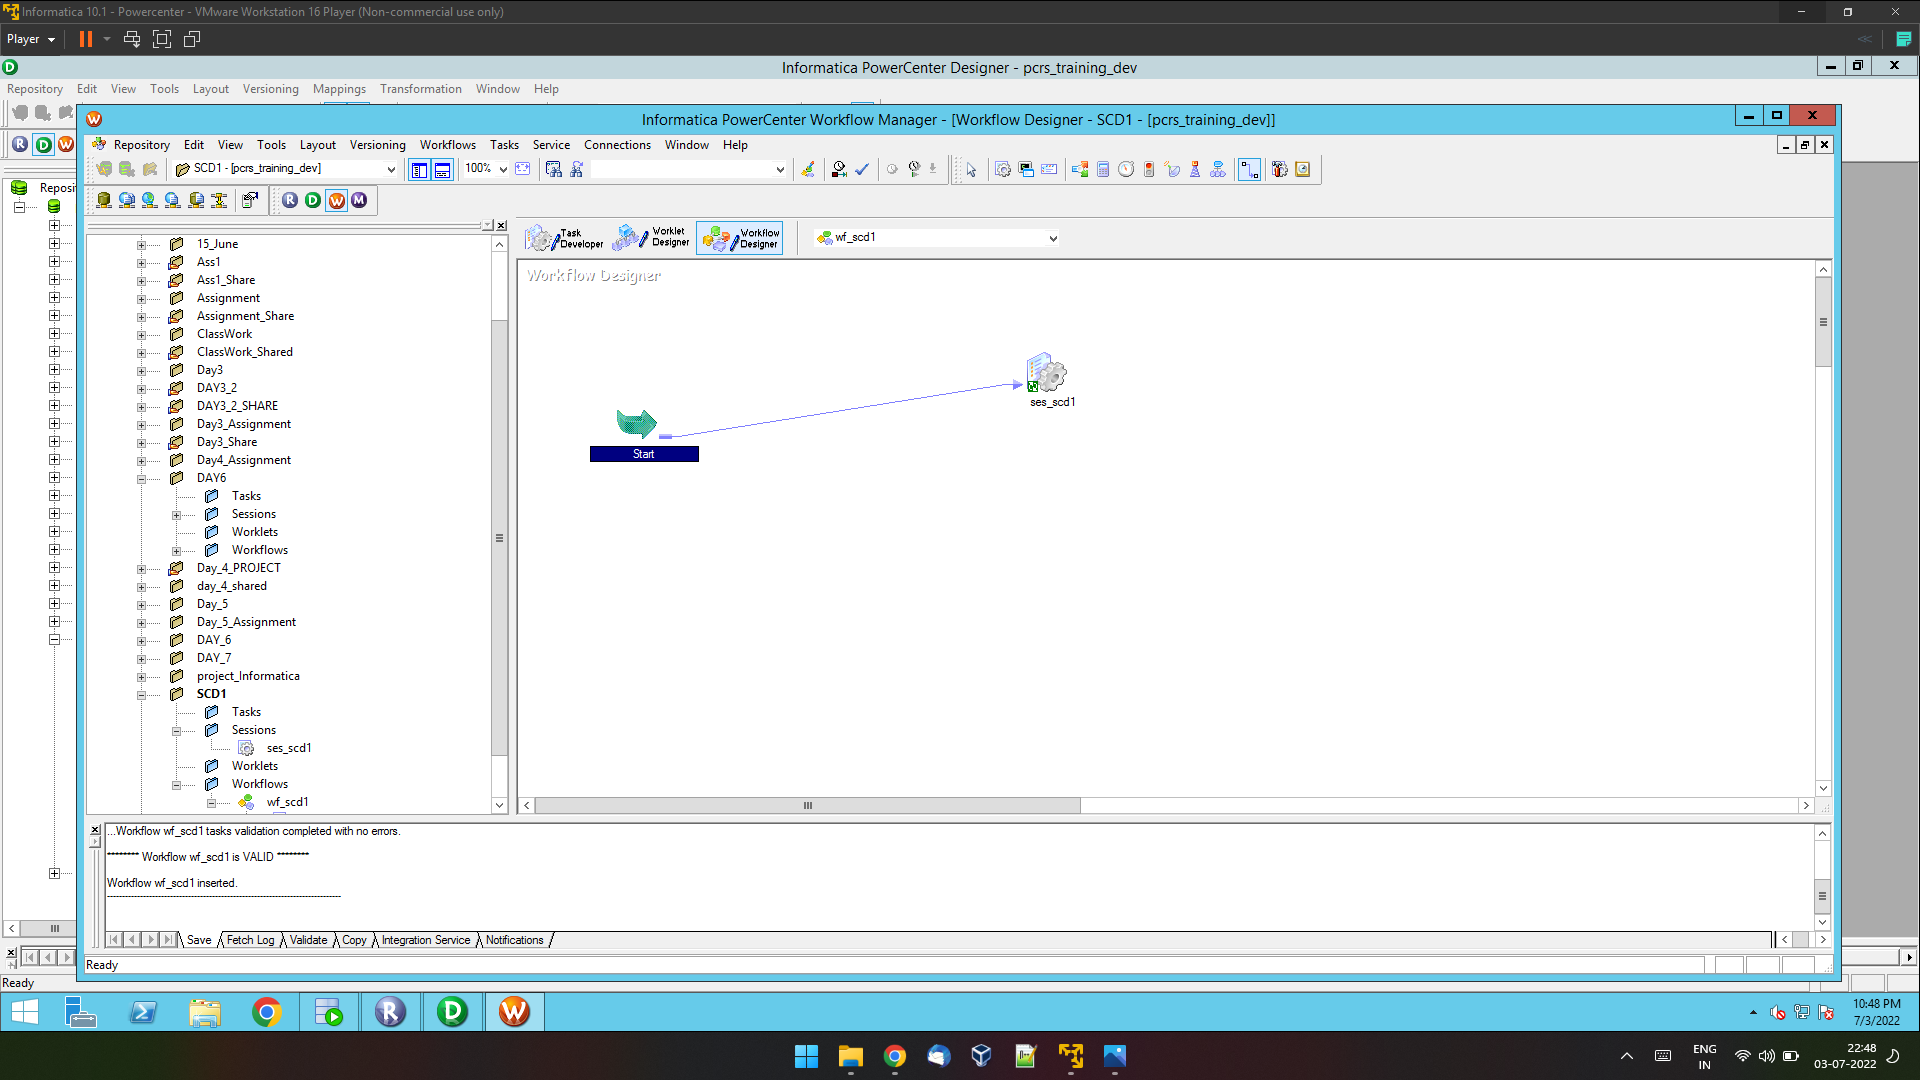 Informatica 10.1 - Powercenter - VMware Workstation 16 Player (Non-commercial use only)
Player
Informatica PowerCenter Designer - pcrs_training_dev
Repository Edit View Tools Layout Versioning Mappings Transformation Window Help
Informatica PowerCenter Workflow Manager - [Workflow Designer - SCD1 - [pcrs_training_dev]]
Repository Edit View Tools Layout Versioning Workflows Tasks Service Connections Window Help
SCD1 - [pcrs_training_dev]
100%
R D W
R D W M
Reposi
Task Developer
Worklet Designer
Workflow Designer
wf_scd1
Workflow Designer
15_June
Ass1
Ass1_Share
Assignment
Assignment_Share
ClassWork
ClassWork_Shared
Day3
DAY3_2
DAY3_2_SHARE
Day3_Assignment
Day3_Share
Day4_Assignment
DAY6
Tasks
Sessions
Worklets
Workflows
Day_4_PROJECT
day_4_shared
Day_5
Day_5_Assignment
DAY_6
DAY_7
project_Informatica
SCD1
Tasks
Sessions
ses_scd1
Worklets
Workflows
wf_scd1
ses_scd1
Start
...Workflow wf_scd1 tasks validation completed with no errors.
******** Workflow wf_scd1 is VALID ********
Workflow wf_scd1 inserted.
Save Fetch Log Validate Copy Integration Service Notifications
Ready
Ready
10:48 PM
7/3/2022
ENG
IN
22:48
03-07-2022